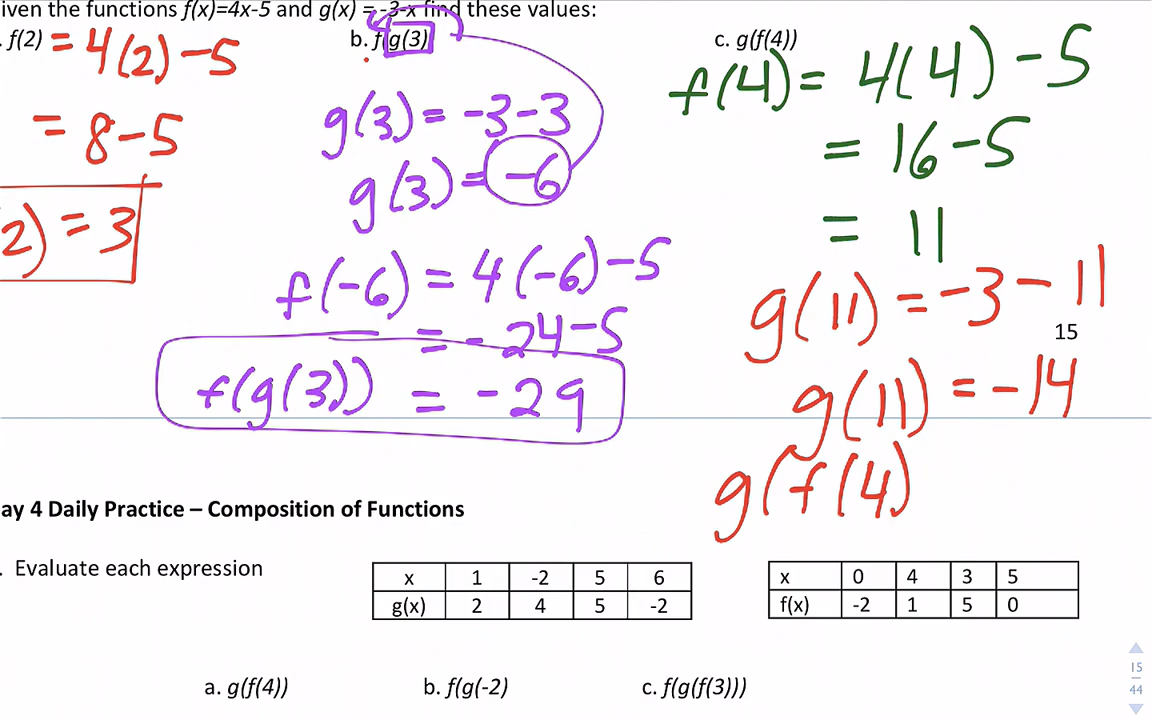 iven the functions f(x)=4x-5 and g(x) = -3-x find these values:
. f(2) = 4(2) - 5
= 8 - 5
2) = 3
b. f(g(3)
g(3) = -3 - 3
g(3) = -6
f(-6) = 4(-6) - 5
= -24 - 5
f(g(3)) = -29
c. g(f(4))
f(4) = 4(4) - 5
= 16 - 5
= 11
g(11) = -3 - 11
15
g(11) = -14
g(f(4)
ay 4 Daily Practice – Composition of Functions
. Evaluate each expression
x 1 -2 5 6
g(x) 2 4 5 -2
x 0 4 3 5
f(x) -2 1 5 0
a. g(f(4))
b. f(g(-2)
c. f(g(f(3)))
15
44